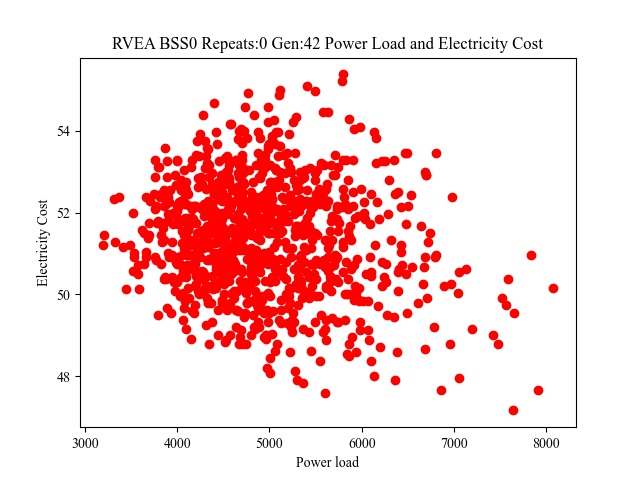 RVEA BSS0 Repeats:0 Gen:42 Power Load and Electricity Cost
54
52
50
48
Electricity Cost
3000 4000 5000 6000 7000 8000
Power load